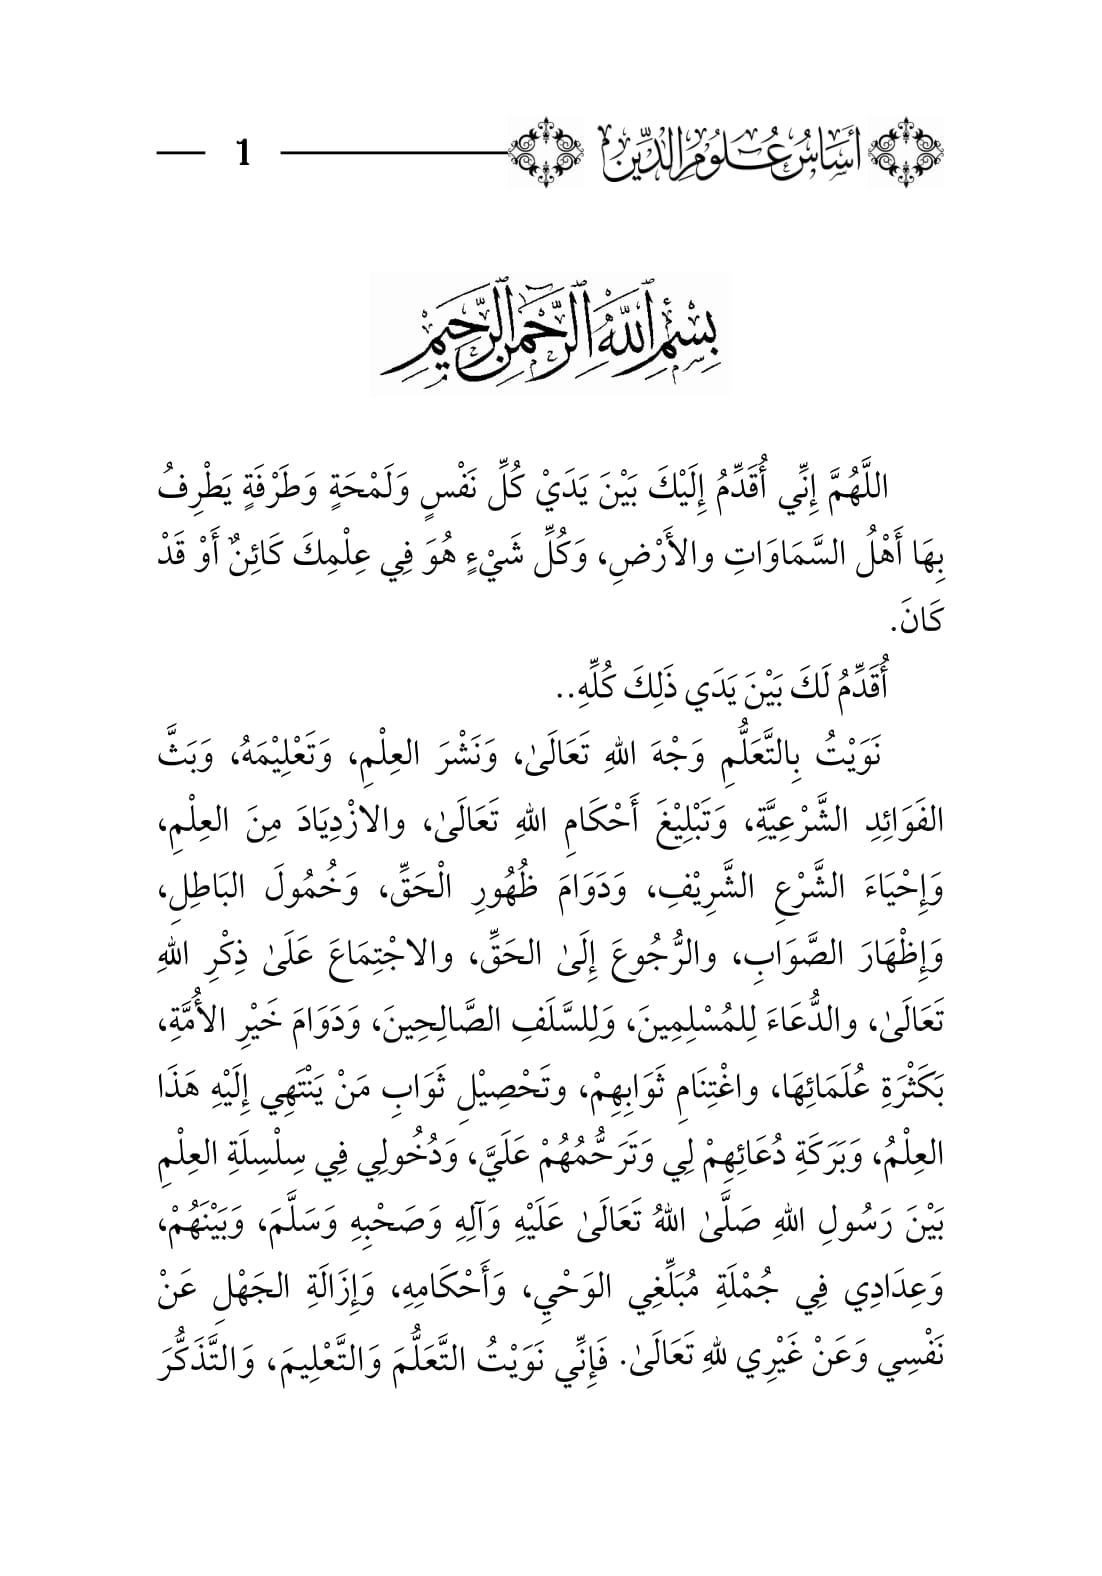 أَسَاسُ عُلُومِ الدِّينِ 1
بِسْمِ اللَّهِ الرَّحْمَنِ الرَّحِيمِ
اللَّهُمَّ إِنِّي أُقَدِّمُ إِلَيْكَ بَيْنَ يَدَيْ كُلِّ نَفْسٍ وَلَمْحَةٍ وَطَرْفَةٍ يَطْرِفُ
بِهَا أَهْلُ السَّمَاوَاتِ والأَرْضِ، وَكُلِّ شَيْءٍ هُوَ فِي عِلْمِكَ كَائِنٌ أَوْ قَدْ
كَانَ.
أُقَدِّمُ لَكَ بَيْنَ يَدَي ذَلِكَ كُلِّهِ..
نَوَيْتُ بِالتَّعَلُّمِ وَجْهَ اللهِ تَعَالَىٰ، وَنَشْرَ العِلْمِ، وَتَعْلِيْمَهُ، وَبَثَّ
الفَوَائِدِ الشَّرْعِيَّةِ، وَتَبْلِيْغَ أَحْكَامِ اللهِ تَعَالَىٰ، والازْدِيَادَ مِنَ العِلْمِ،
وَإِحْيَاءَ الشَّرْعِ الشَّرِيْفِ، وَدَوَامَ ظُهُورِ الْحَقِّ، وَخُمُولَ البَاطِلِ،
وَإِظْهَارَ الصَّوَابِ، والرُّجُوعَ إِلَىٰ الحَقِّ، والاجْتِمَاعَ عَلَىٰ ذِكْرِ اللهِ
تَعَالَىٰ، والدُّعَاءَ لِلمُسْلِمِينَ، وَلِلسَّلَفِ الصَّالِحِينَ، وَدَوَامَ خَيْرِ الأُمَّةِ،
بَكَثْرَةِ عُلَمَائِهَا، واغْتِنَامِ ثَوَابِهِمْ، وتَحْصِيْلِ ثَوَابِ مَنْ يَنْتَهِي إِلَيْهِ هَذَا
العِلْمُ، وَبَرَكَةِ دُعَائِهِمْ لِي وَتَرَحُّمُهُمْ عَلَيَّ، وَدُخُولِي فِي سِلْسِلَةِ العِلْمِ
بَيْنَ رَسُولِ اللهِ صَلَّىٰ اللهُ تَعَالَىٰ عَلَيْهِ وَآلِهِ وَصَحْبِهِ وَسَلَّمَ، وَبَيْنَهُمْ،
وَعِدَادِي فِي جُمْلَةِ مُبَلِّغِي الوَحْيِ، وَأَحْكَامِهِ، وَإِزَالَةِ الجَهْلِ عَنْ
نَفْسِي وَعَنْ غَيْرِي للهِ تَعَالَىٰ. فَإِنِّي نَوَيْتُ التَّعَلُّمَ وَالتَّعْلِيمَ، وَالتَّذَكُّرَ